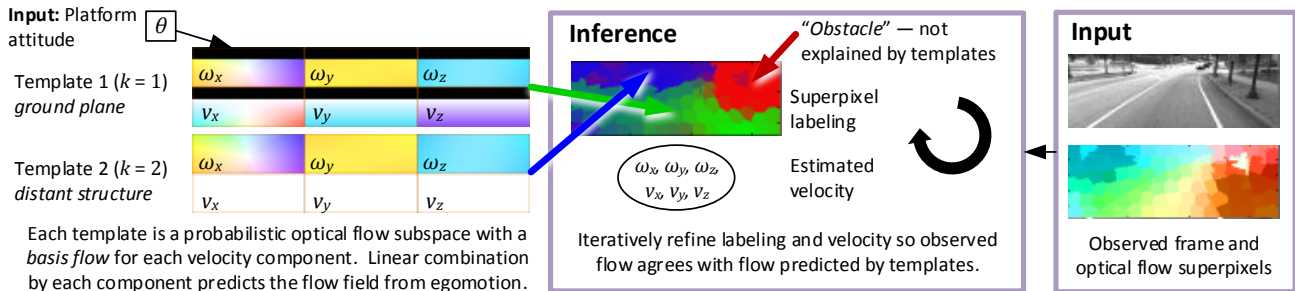 Input: Platform
attitude
θ
Template 1 (k = 1)
ground plane
ωx ωy ωz
vx vy vz
Template 2 (k = 2)
distant structure
ωx ωy ωz
vx vy vz
Each template is a probabilistic optical flow subspace with a
basis flow for each velocity component. Linear combination
by each component predicts the flow field from egomotion.
Inference
“Obstacle” — not
explained by templates
Superpixel
labeling
Estimated
velocity
ωx, ωy, ωz,
vx, vy, vz
Iteratively refine labeling and velocity so observed
flow agrees with flow predicted by templates.
Input
Observed frame and
optical flow superpixels